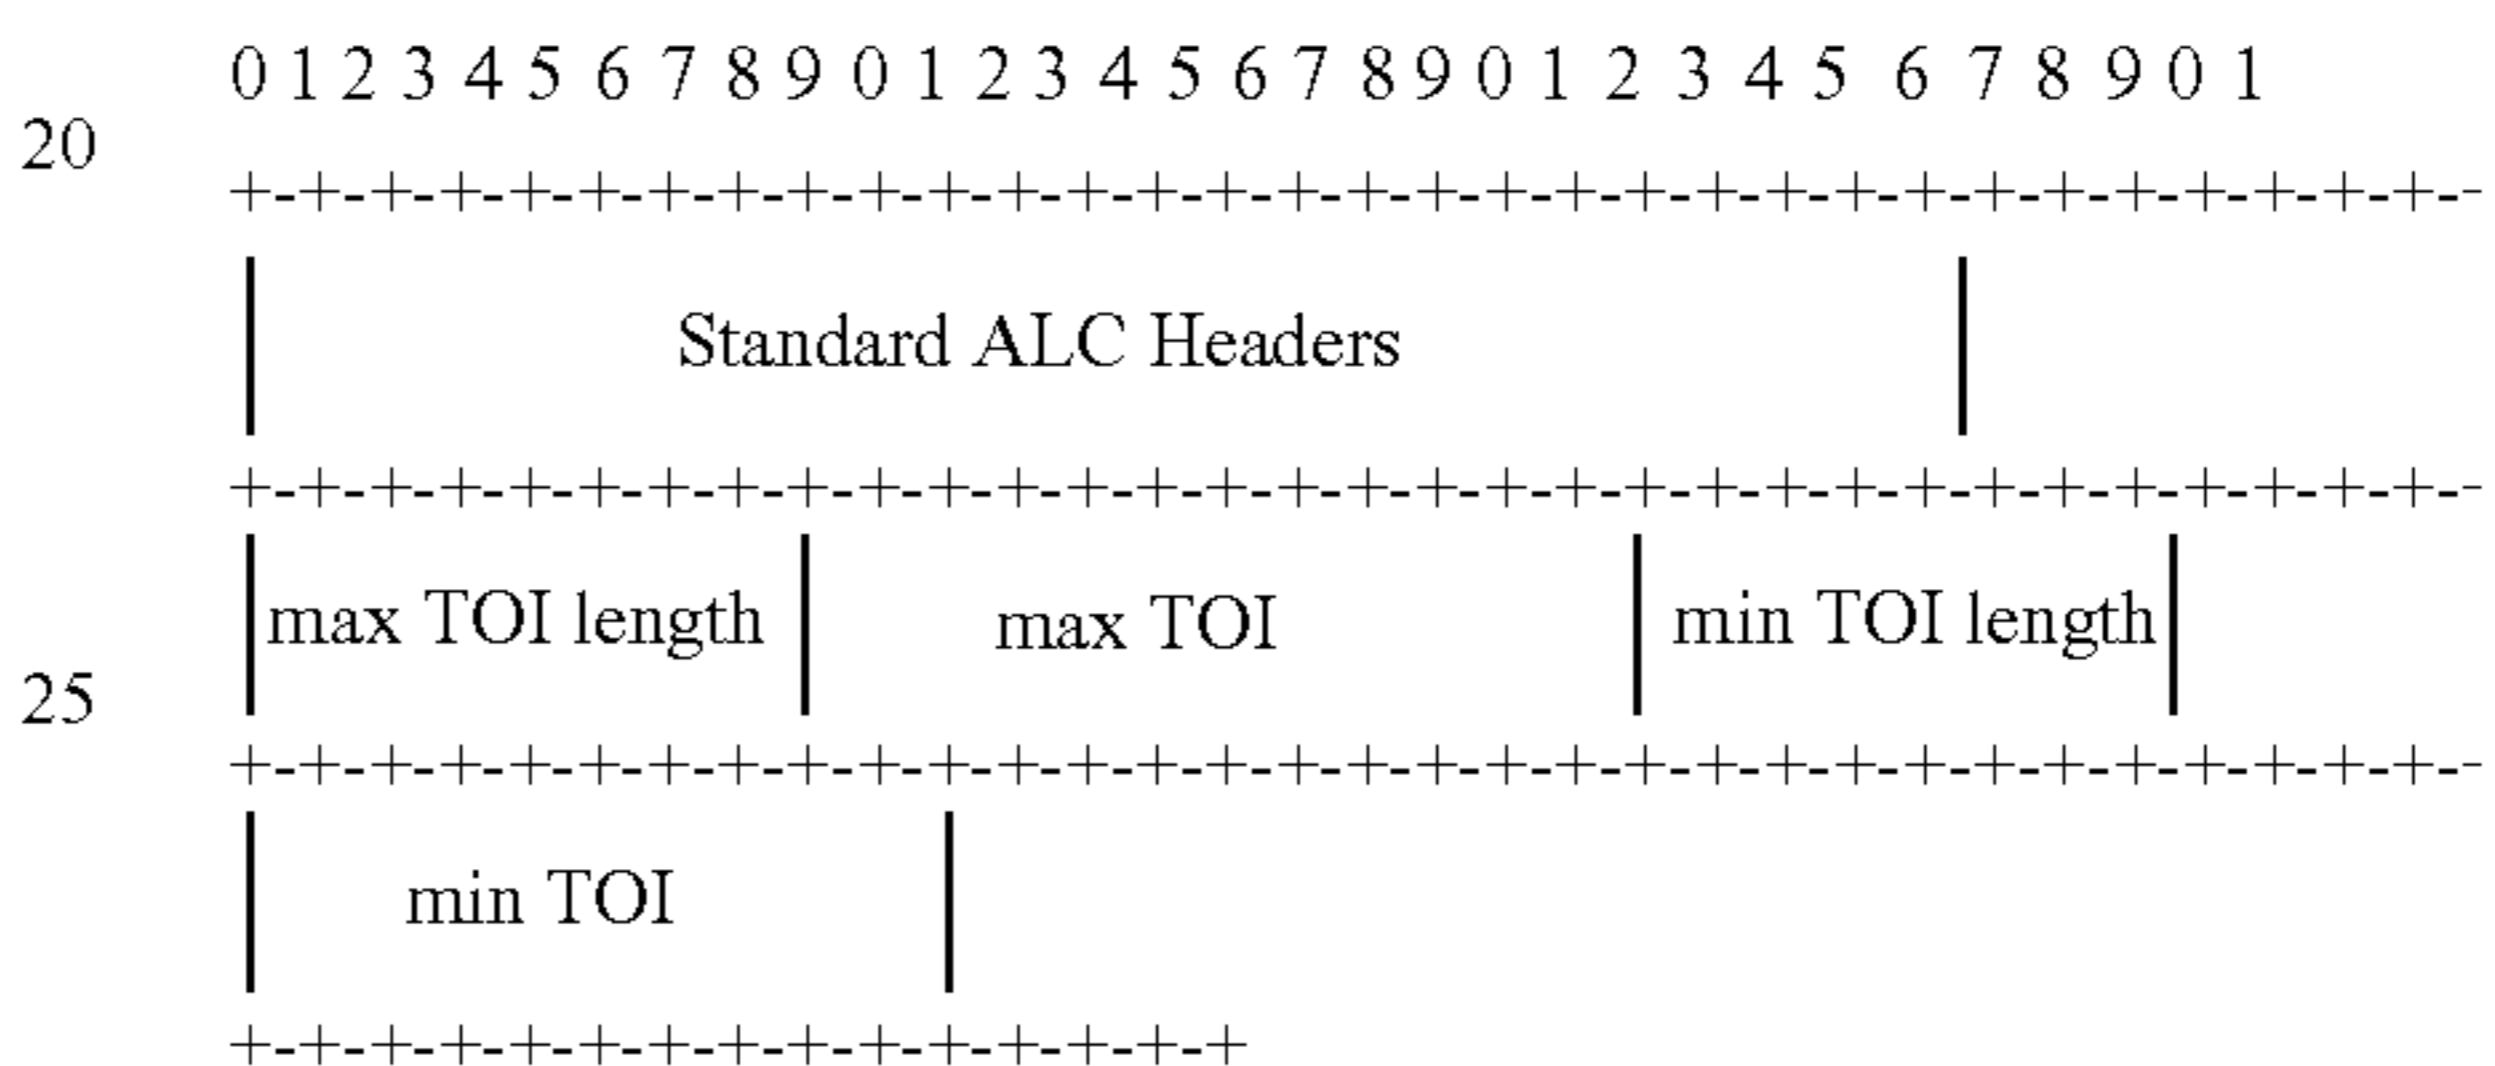 0 1 2 3 4 5 6 7 8 9 0 1 2 3 4 5 6 7 8 9 0 1 2 3 4 5 6 7 8 9 0 1
20
+-+-+-+-+-+-+-+-+-+-+-+-+-+-+-+-+-+-+-+-+-+-+-+-+-+-+-+-+-+-+-+--
| Standard ALC Headers |
+-+-+-+-+-+-+-+-+-+-+-+-+-+-+-+-+-+-+-+-+-+-+-+-+-+-+-+-+-+-+-+--
| max TOI length | max TOI | min TOI length |
25
+-+-+-+-+-+-+-+-+-+-+-+-+-+-+-+-+-+-+-+-+-+-+-+-+-+-+-+-+-+-+-+--
| min TOI |
+-+-+-+-+-+-+-+-+-+-+-+-+-+-+